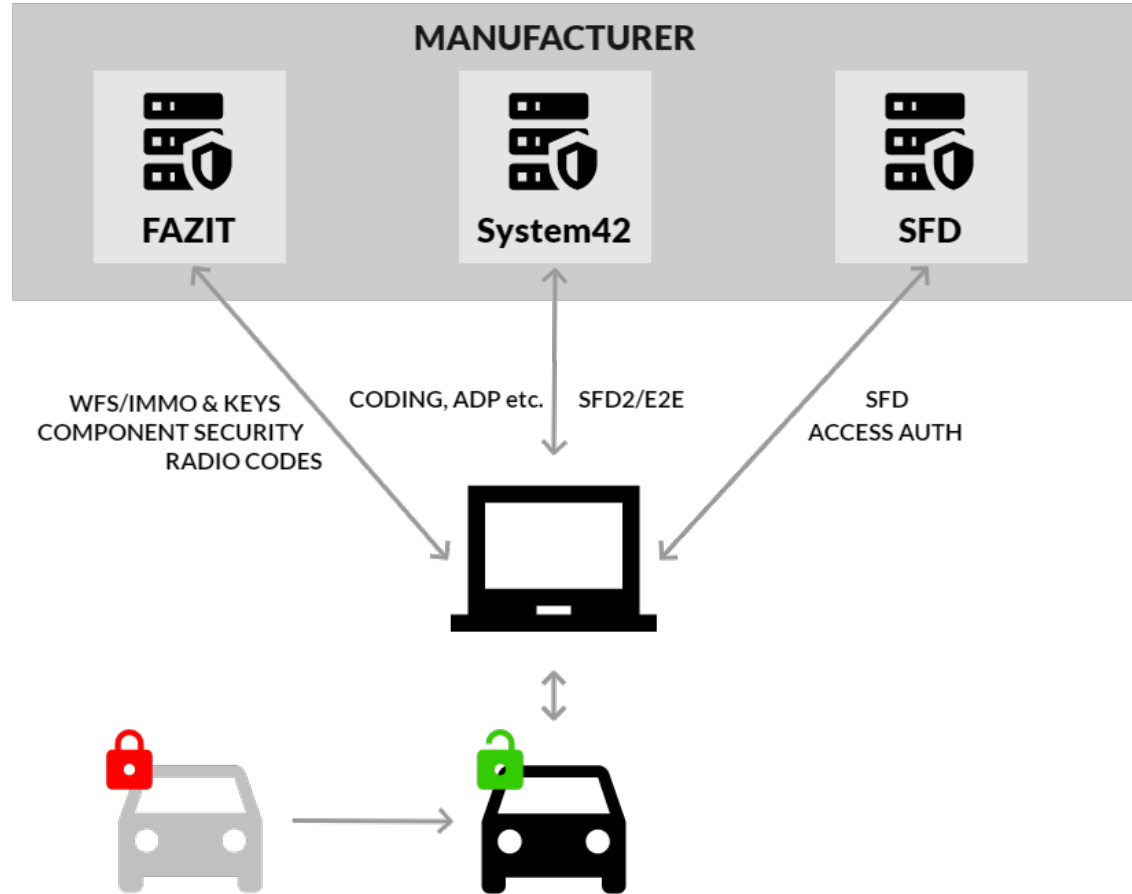 MANUFACTURER
FAZIT
System42
SFD
WFS/IMMO & KEYS
COMPONENT SECURITY
RADIO CODES
CODING, ADP etc.
SFD2/E2E
SFD
ACCESS AUTH